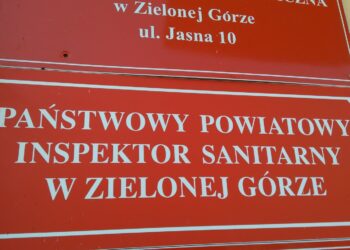 w Zielonej Górze
ul. Jasna 10
PAŃSTWOWY POWIATOWY
INSPEKTOR SANITARNY
W ZIELONEJ GÓRZE